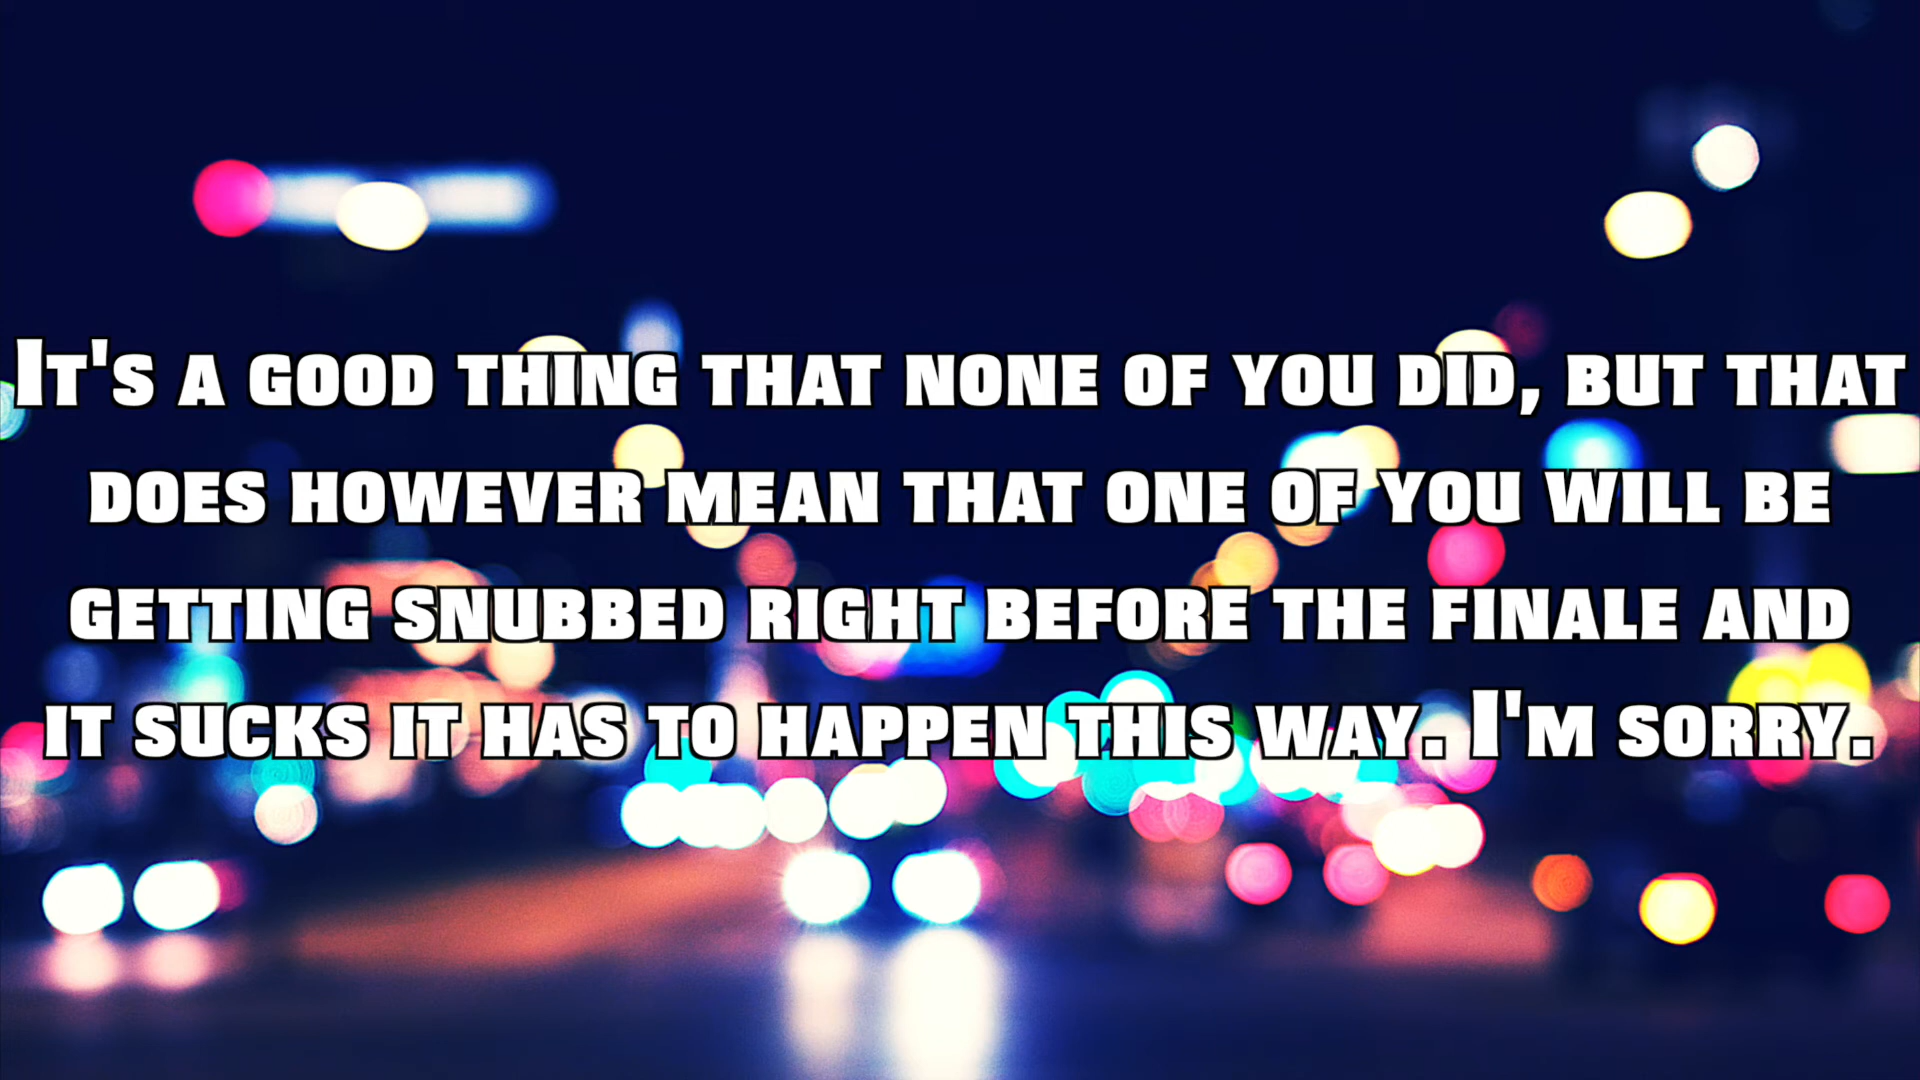 It's a good thing that none of you did, but that
does however mean that one of you will be
getting snubbed right before the finale and
it sucks it has to happen this way. I'm sorry.